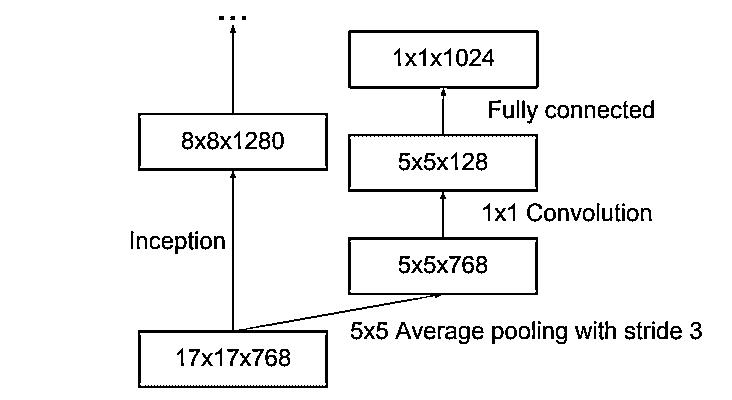 ...
1x1x1024
Fully connected
8x8x1280
5x5x128
1x1 Convolution
Inception
5x5x768
5x5 Average pooling with stride 3
17x17x768